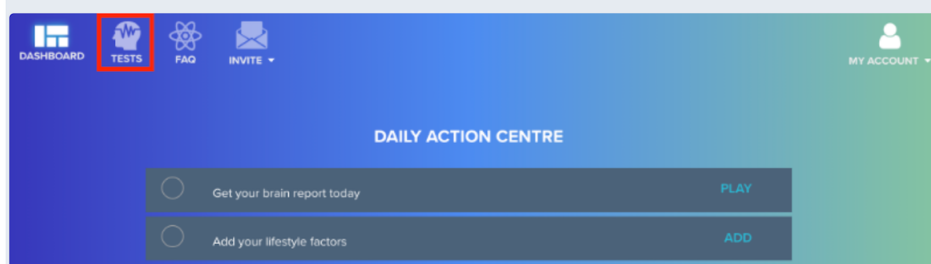 DASHBOARD
TESTS
FAQ
INVITE
MY ACCOUNT
DAILY ACTION CENTRE
Get your brain report today
PLAY
Add your lifestyle factors
ADD